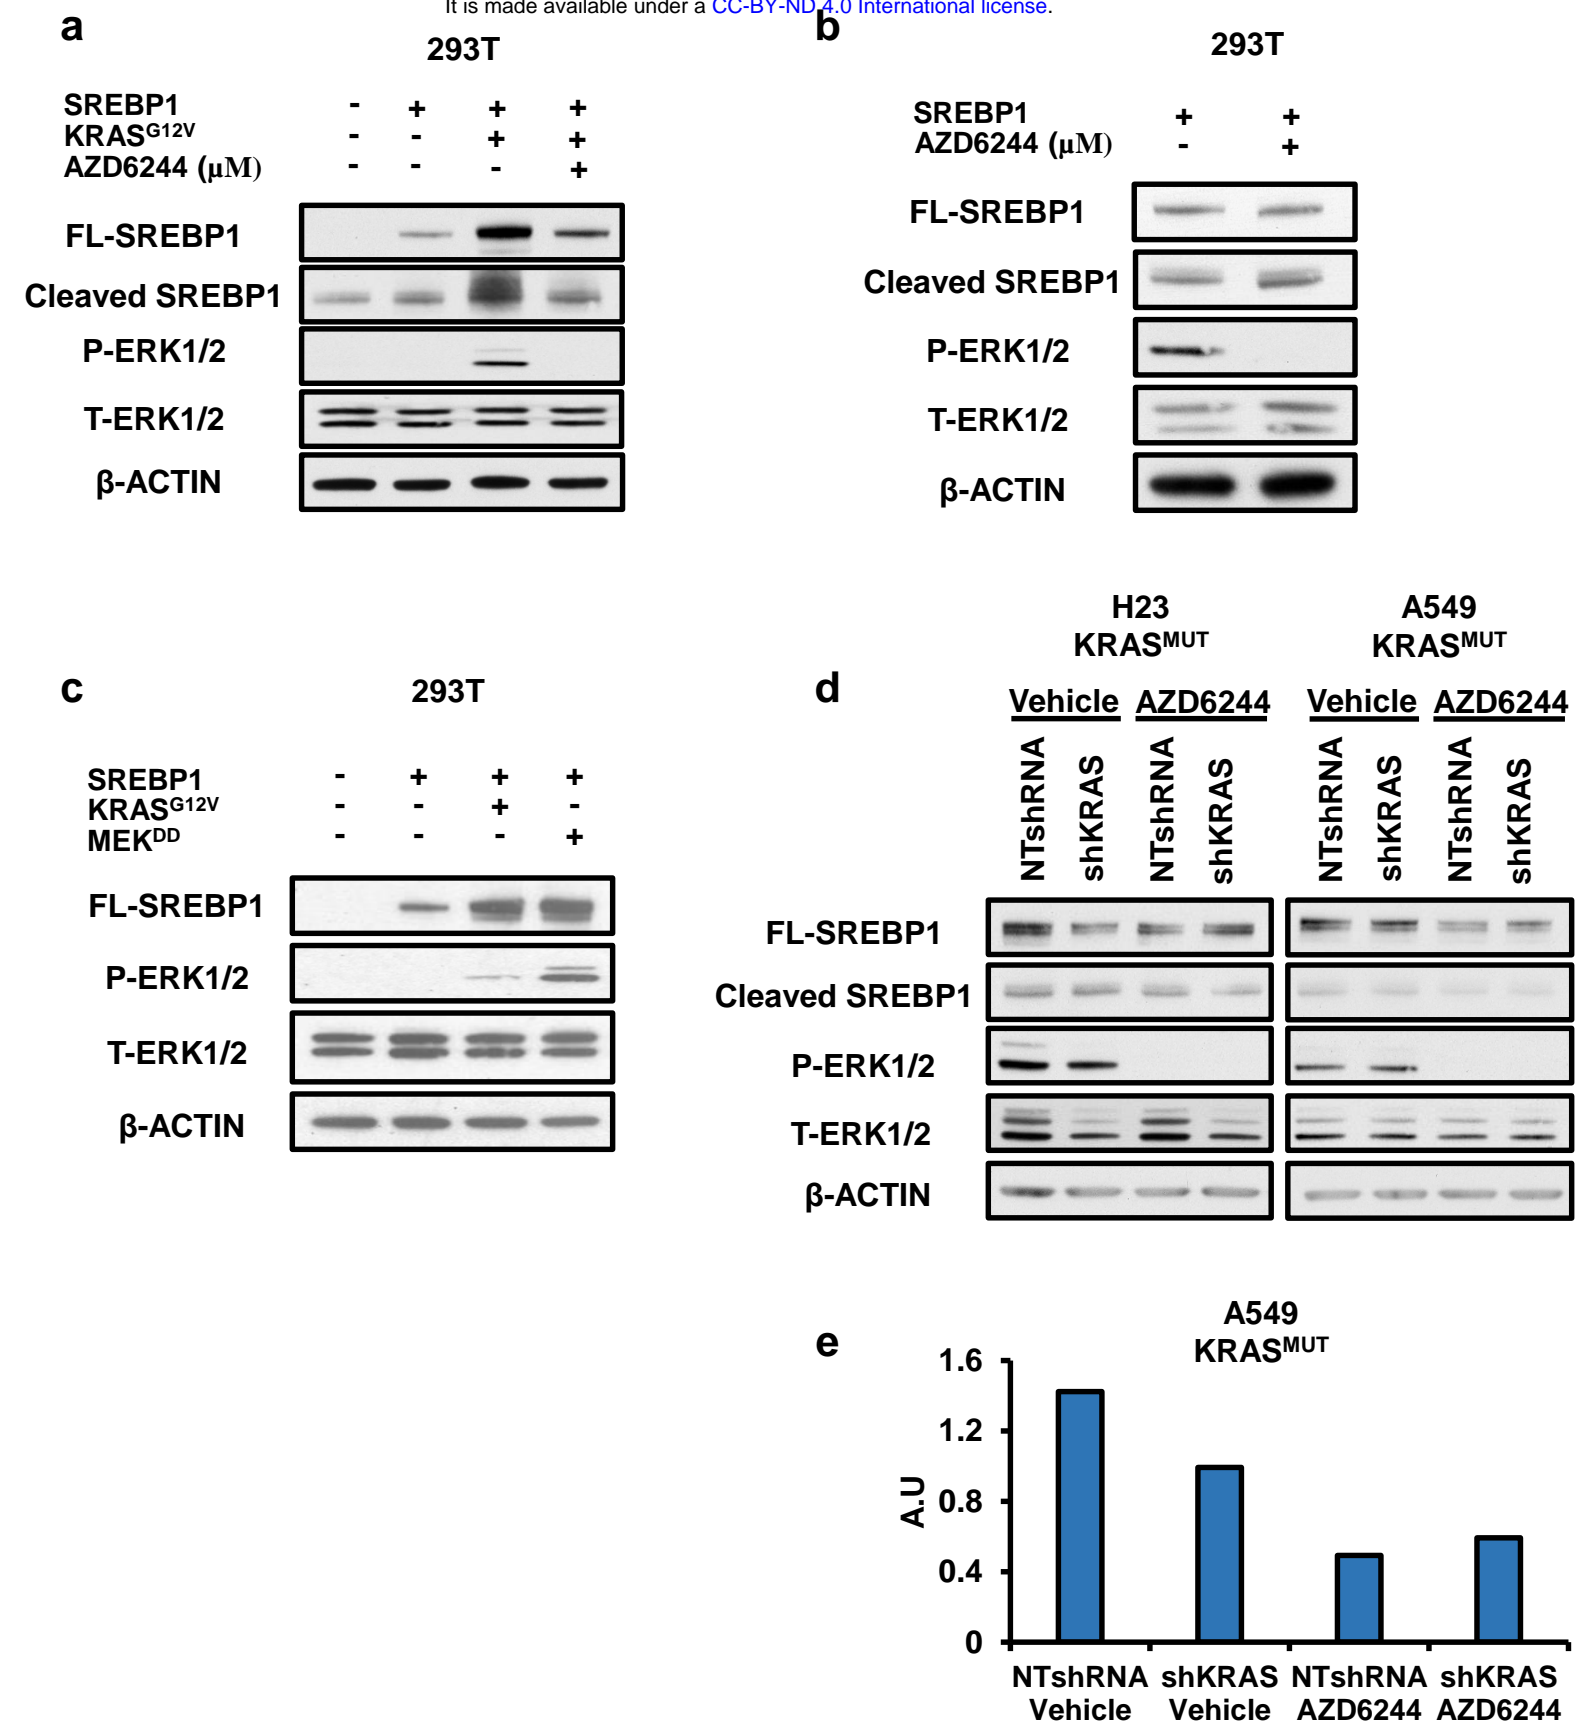 It is made available under a CC-BY-ND 4.0 International license.
a
293T
SREBP1 - + + +
KRASG12V - - + +
AZD6244 (µM) - - - +
FL-SREBP1
Cleaved SREBP1
P-ERK1/2
T-ERK1/2
β-ACTIN
b
293T
SREBP1 + +
AZD6244 (µM) - +
FL-SREBP1
Cleaved SREBP1
P-ERK1/2
T-ERK1/2
β-ACTIN
c
293T
SREBP1 - + + +
KRASG12V - - + -
MEKDD - - - +
FL-SREBP1
P-ERK1/2
T-ERK1/2
β-ACTIN
d
H23 A549
KRASMUT KRASMUT
Vehicle AZD6244 Vehicle AZD6244
NTshRNA shKRAS NTshRNA shKRAS NTshRNA shKRAS NTshRNA shKRAS
FL-SREBP1
Cleaved SREBP1
P-ERK1/2
T-ERK1/2
β-ACTIN
e
A549
KRASMUT
A.U
1.6
1.2
0.8
0.4
0
NTshRNA shKRAS NTshRNA shKRAS
Vehicle Vehicle AZD6244 AZD6244